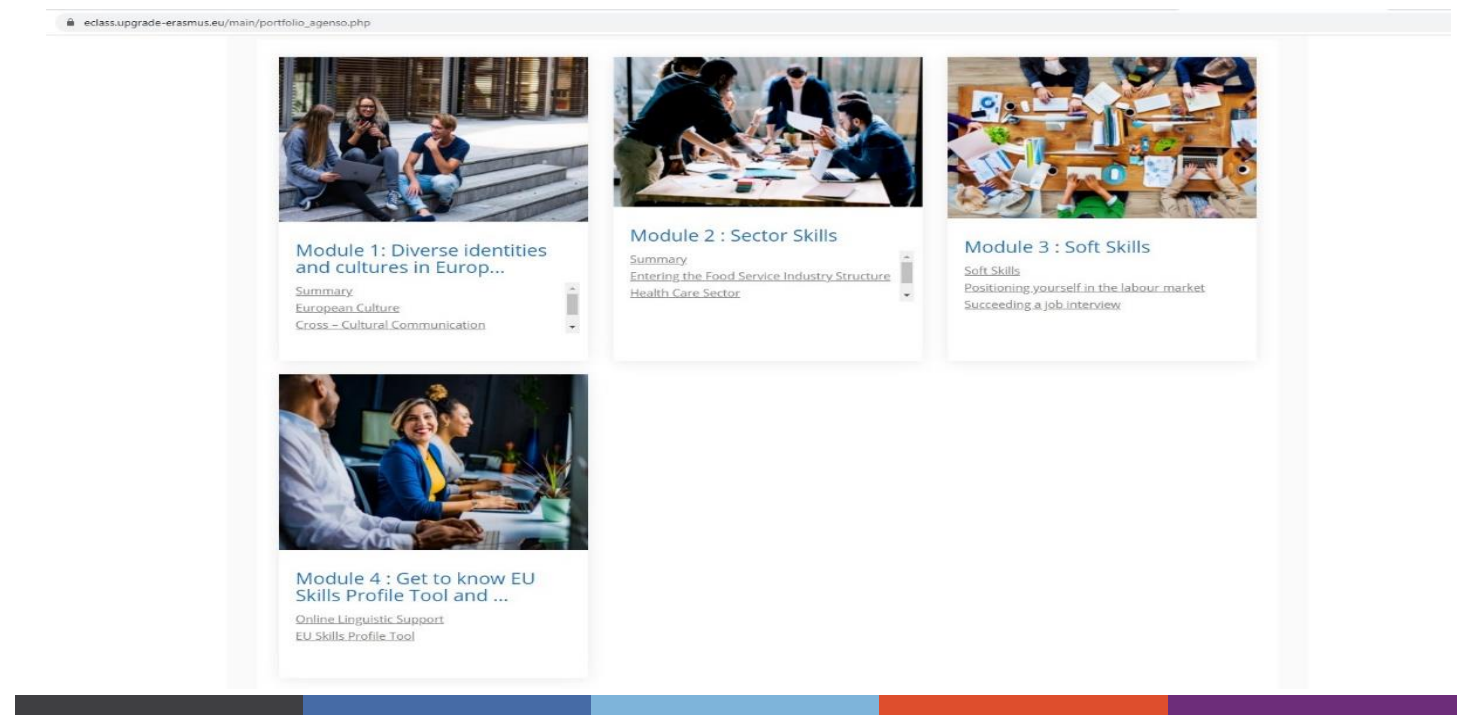 eclass.upgrade-erasmus.eu/main/portfolio_agenso.php
Module 1: Diverse identities
and cultures in Europ...
Summary
European Culture
Cross – Cultural Communication
Module 2 : Sector Skills
Summary
Entering the Food Service Industry Structure
Health Care Sector
Module 3 : Soft Skills
Soft Skills
Positioning yourself in the labour market
Succeeding a job interview
Module 4 : Get to know EU
Skills Profile Tool and ...
Online Linguistic Support
EU Skills Profile Tool